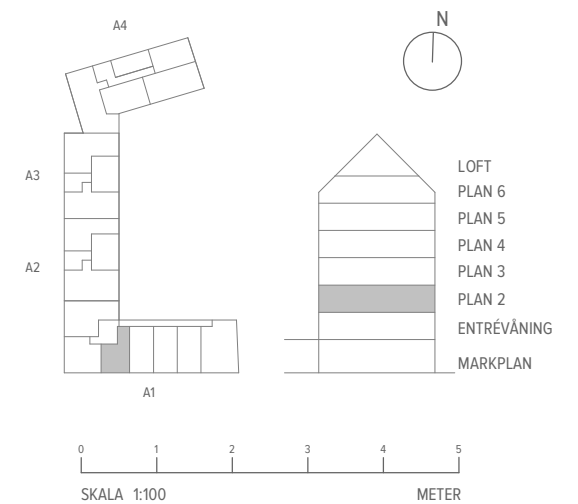 A4
N
A3
A2
A1
LOFT
PLAN 6
PLAN 5
PLAN 4
PLAN 3
PLAN 2
ENTRÉVÅNING
MARKPLAN
0 1 2 3 4 5
SKALA 1:100 METER